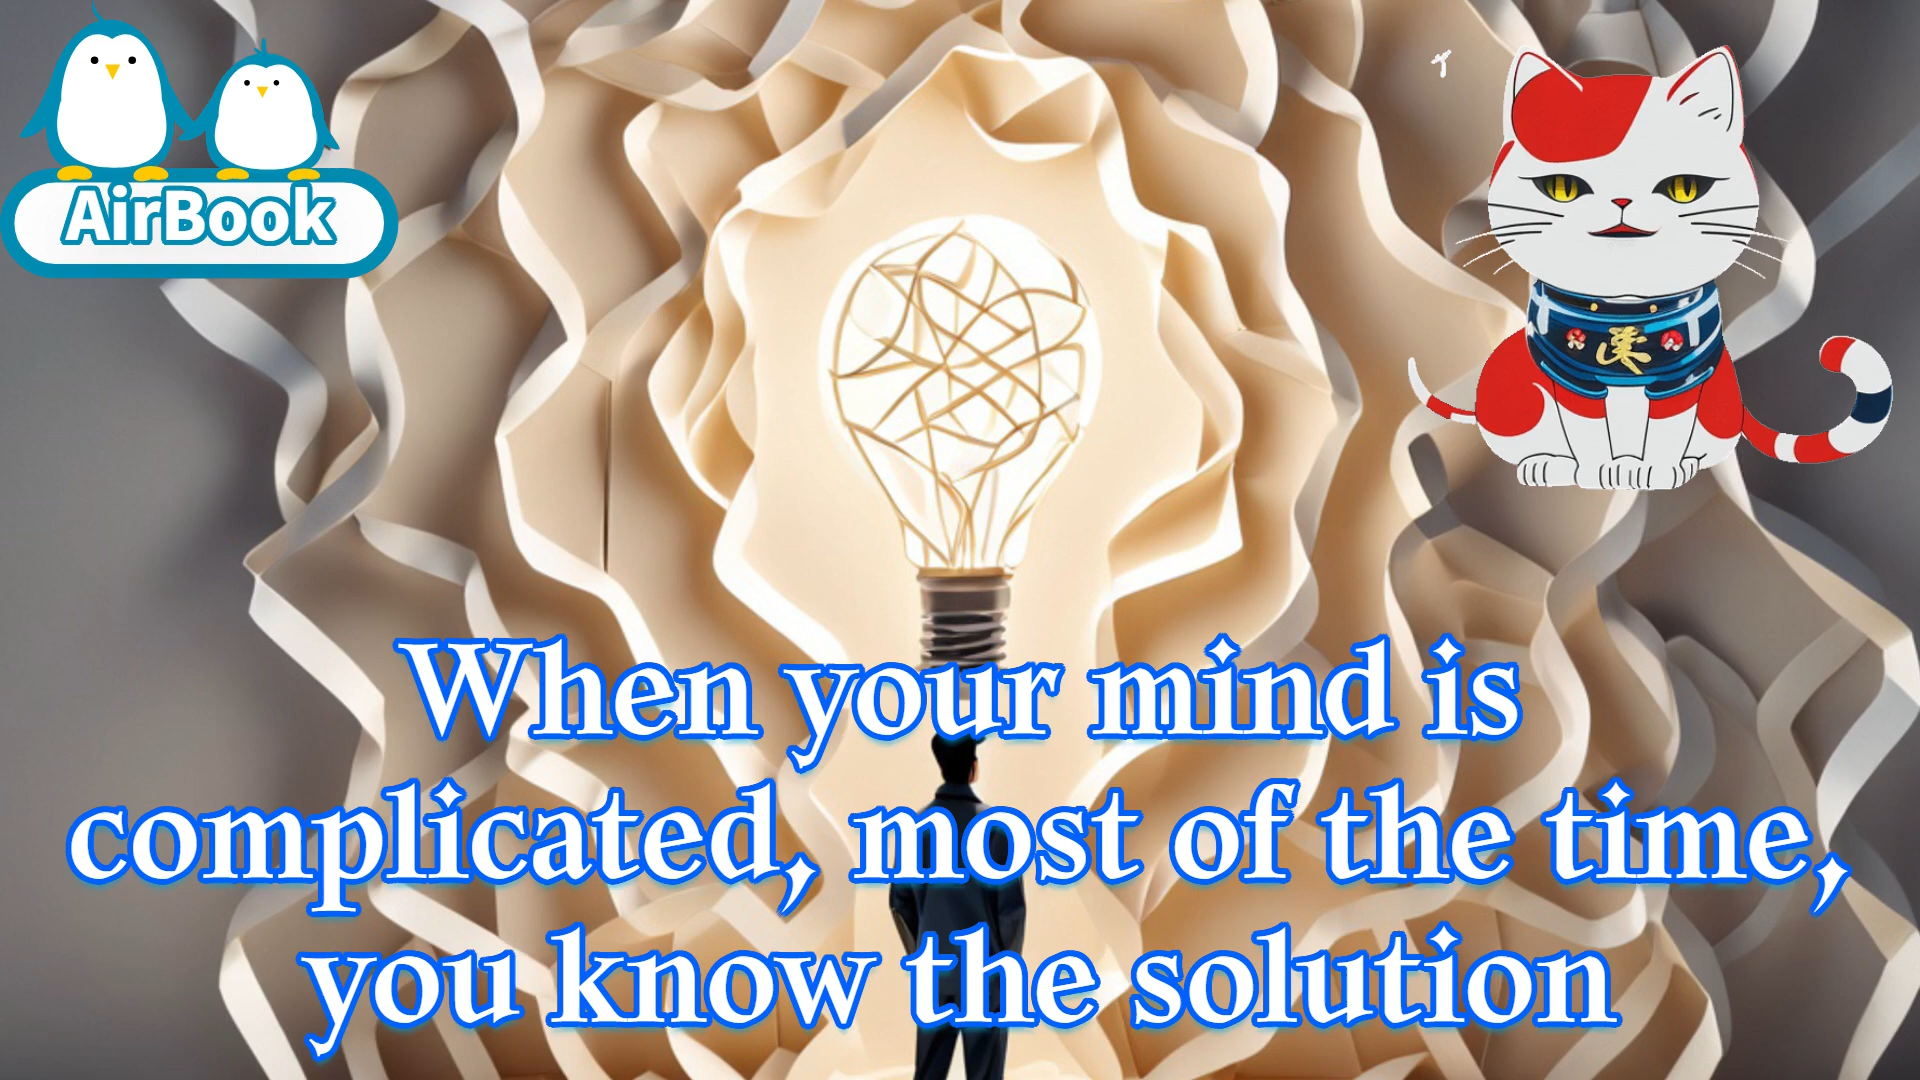 AirBook
When your mind is
complicated, most of the time,
you know the solution